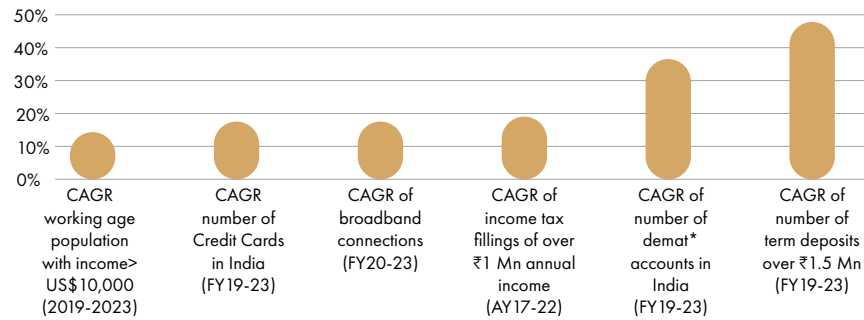 50%
40%
30%
20%
10%
0%
CAGR
working age
population
with income>
US$10,000
(2019-2023)
CAGR
number of
Credit Cards
in India
(FY19-23)
CAGR of
broadband
connections
(FY20-23)
CAGR of
income tax
fillings of over
₹1 Mn annual
income
(AY17-22)
CAGR of
number of
demat*
accounts in
India
(FY19-23)
CAGR of
number of
term deposits
over ₹1.5 Mn
(FY19-23)